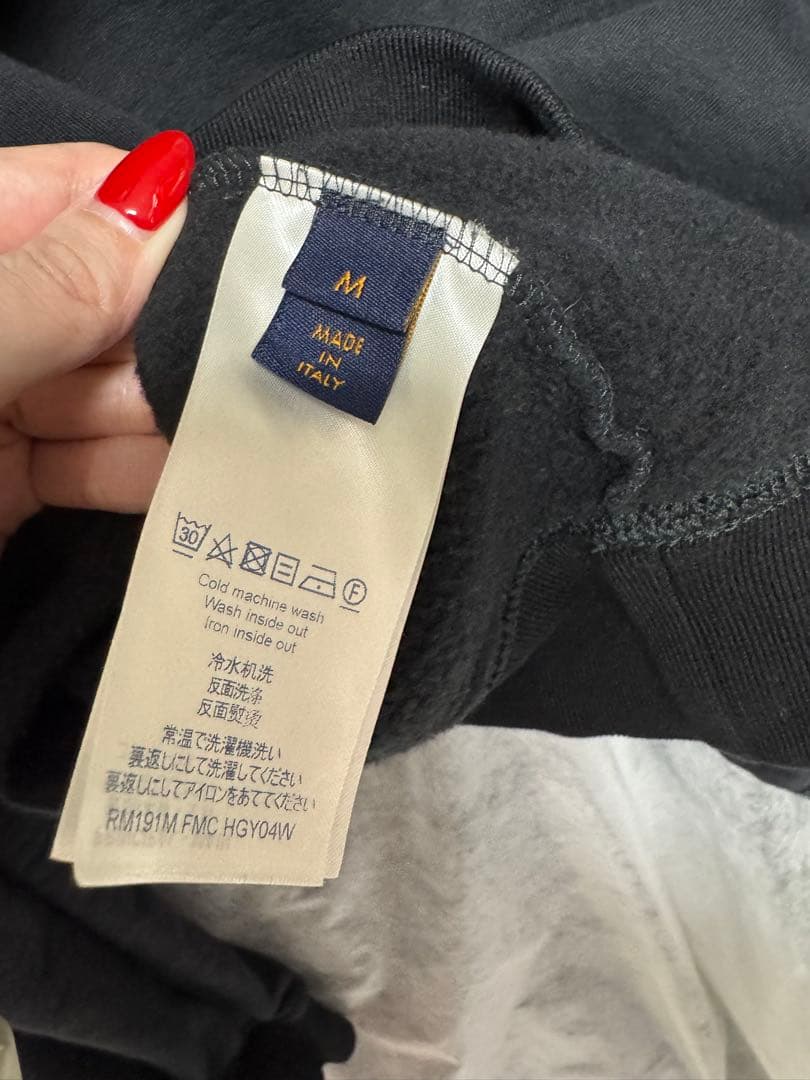 M
MADE
IN
ITALY
30
F
Cold machine wash
Wash inside out
Iron inside out
冷水机洗
反面洗涤
反面熨烫
常温で洗濯機洗い
裏返しにして洗濯してください
裏返しにしてアイロンをあててください
RM191M FMC HGY04W